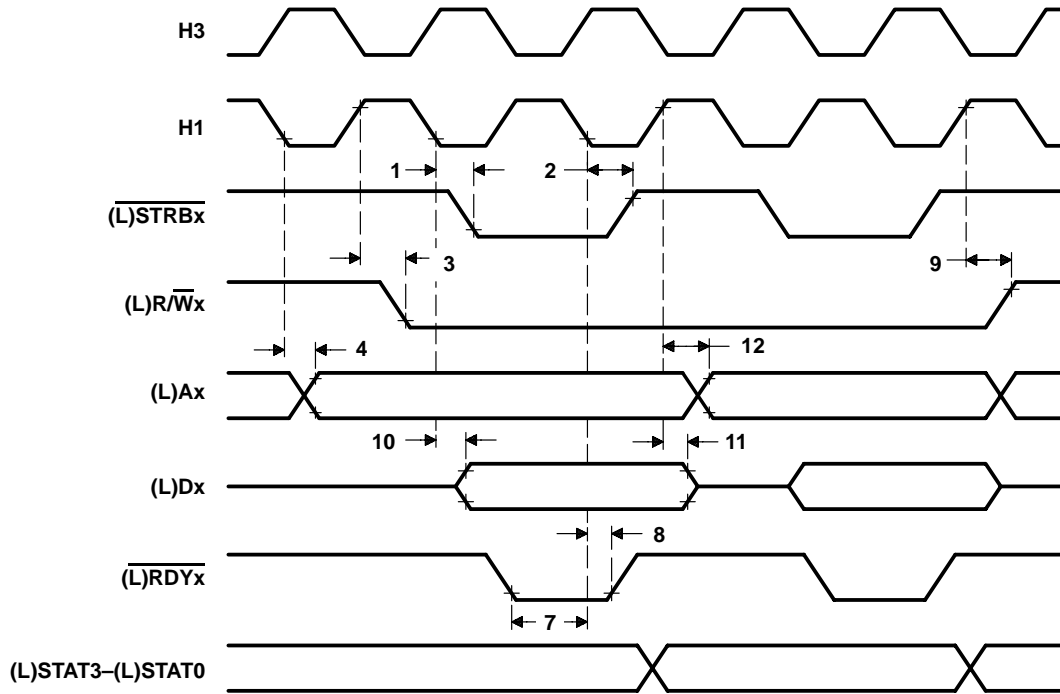 H3
H1
1
2
(L)STRBx
3
9
(L)R/Wx
4
12
(L)Ax
10
11
(L)Dx
8
(L)RDYx
7
(L)STAT3–(L)STAT0